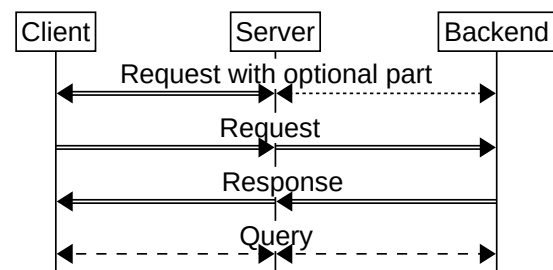 Client Server Backend
Request with optional part
Request
Response
Query